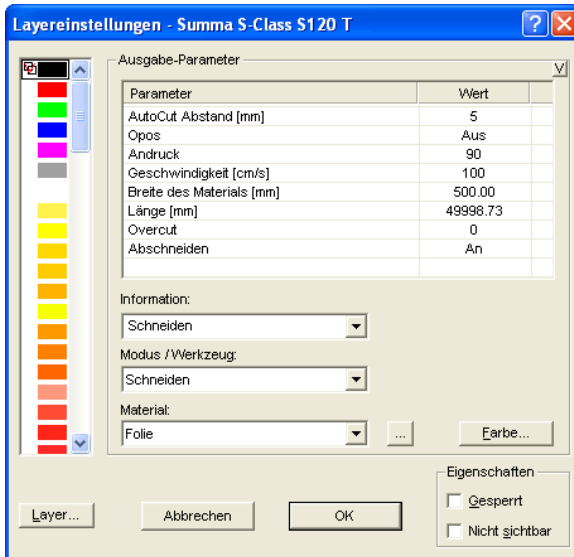 Layereinstellungen - Summa S-Class S120 T
Ausgabe-Parameter
V
Parameter Wert
AutoCut Abstand [mm] 5
Opos Aus
Andruck 90
Geschwindigkeit [cm/s] 100
Breite des Materials [mm] 500.00
Länge [mm] 49998.73
Overcut 0
Abschneiden An
Information:
Schneiden
Modus / Werkzeug:
Schneiden
Material:
Folie ... Farbe...
Eigenschaften
Gesperrt
Nicht sichtbar
Layer... Abbrechen OK